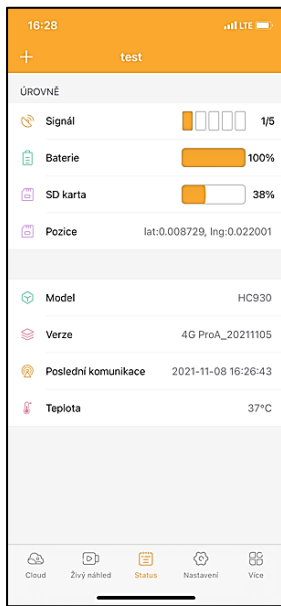 16:28 LTE
+ test
ÚROVNĚ
Signál 1/5
Baterie 100%
SD karta 38%
Pozice lat:0.008729, lng:0.022001
Model HC930
Verze 4G ProA_20211105
Poslední komunikace 2021-11-08 16:26:43
Teplota 37°C
Cloud Živý náhled Status Nastavení Více